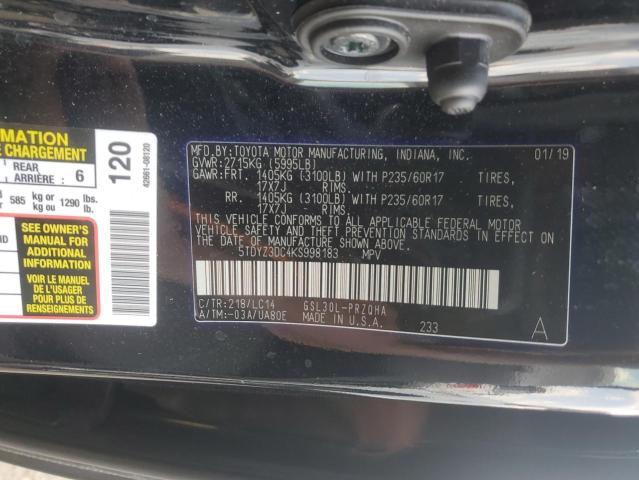 MATION
E CHARGEMENT
REAR
ARRIÈRE : 6
585 kg or 1290 lbs.
kg ou lb.
SEE OWNER'S
MANUAL FOR
ADDITIONAL
INFORMATION
VOIR LE MANUEL
DE L'USAGER
POUR PLUS DE
RENSEIGNEMENTS
120
42661-08120
MFD.BY:TOYOTA MOTOR MANUFACTURING, INDIANA, INC. 01/19
GVWR:2715KG (5995LB)
GAWR:FRT. 1405KG (3100LB) WITH P235/60R17 TIRES,
17X7J RIMS.
RR. 1405KG (3100LB) WITH P235/60R17 TIRES,
17X7J RIMS.
THIS VEHICLE CONFORMS TO ALL APPLICABLE FEDERAL MOTOR
VEHICLE SAFETY AND THEFT PREVENTION STANDARDS IN EFFECT
ON THE DATE OF MANUFACTURE SHOWN ABOVE.
5TDYZ3DC4KS998183 MPV
C/TR:218/LC14 GSL30L-PRZQHA
A/TM:-03A/UA80E MADE IN U.S.A. 233 A